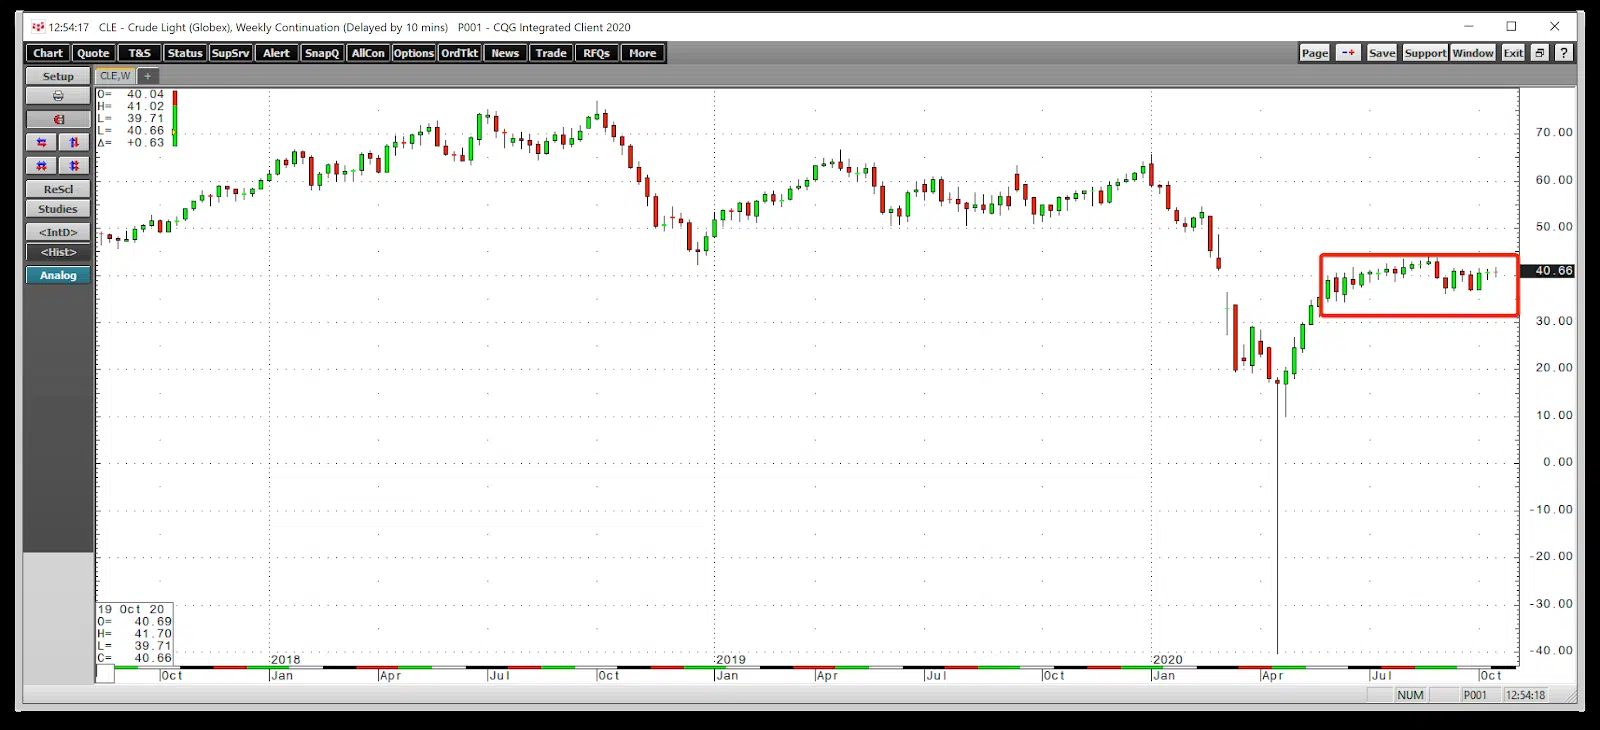 12:54:17 CLE - Crude Light (Globex), Weekly Continuation (Delayed by 10 mins) P001 - CQG Integrated Client 2020
Chart Quote T&S Status SupSrv Alert SnapQ AllCon Options OrdTkt News Trade RFQs More Page Save Support Window Exit ?
Setup CLE,W +
O= 40.04
H= 41.02
L= 39.71
L= 40.66
Δ= +0.63
ReScl
Studies
<IntD>
<Hist>
Analog
70.00
60.00
50.00
40.66
30.00
20.00
10.00
0.00
-10.00
-20.00
-30.00
-40.00
19 Oct 20
O= 40.69
H= 41.70
L= 39.71
C= 40.66
2018 2019 2020
Oct Jan Apr Jul Oct Jan Apr Jul Oct Jan Apr Jul Oct
NUM P001 12:54:18